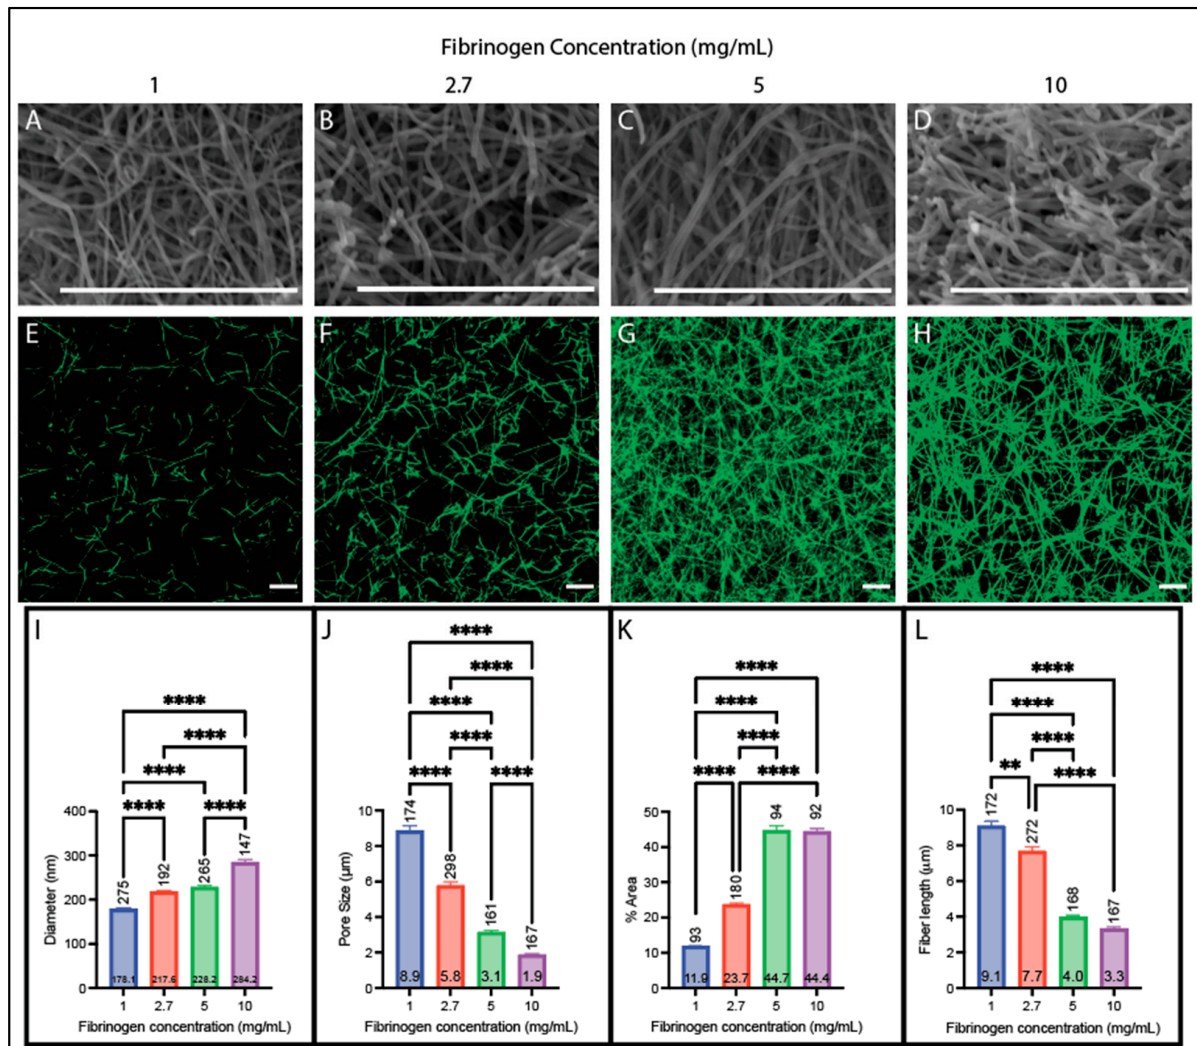 Fibrinogen Concentration (mg/mL)
1 2.7 5 10
A B C D
E F G H
I
****
****
****
**** ****
400
300
200
100
0
275 192 265 147
178.1 217.6 228.2 284.2
Diameter (nm)
1 2.7 5 10
Fibrinogen concentration (mg/mL)
J
****
****
****
****
**** ****
10
8
6
4
2
0
174 298 161 167
8.9 5.8 3.1 1.9
Pore Size (µm)
1 2.7 5 10
Fibrinogen concentration (mg/mL)
K
****
****
****
**** ****
50
40
30
20
10
0
93 180 94 92
11.9 23.7 44.7 44.4
% Area
1 2.7 5 10
Fibrinogen concentration (mg/mL)
L
****
****
****
** ****
10
8
6
4
2
0
172 272 168 167
9.1 7.7 4.0 3.3
Fiber length (µm)
1 2.7 5 10
Fibrinogen concentration (mg/mL)